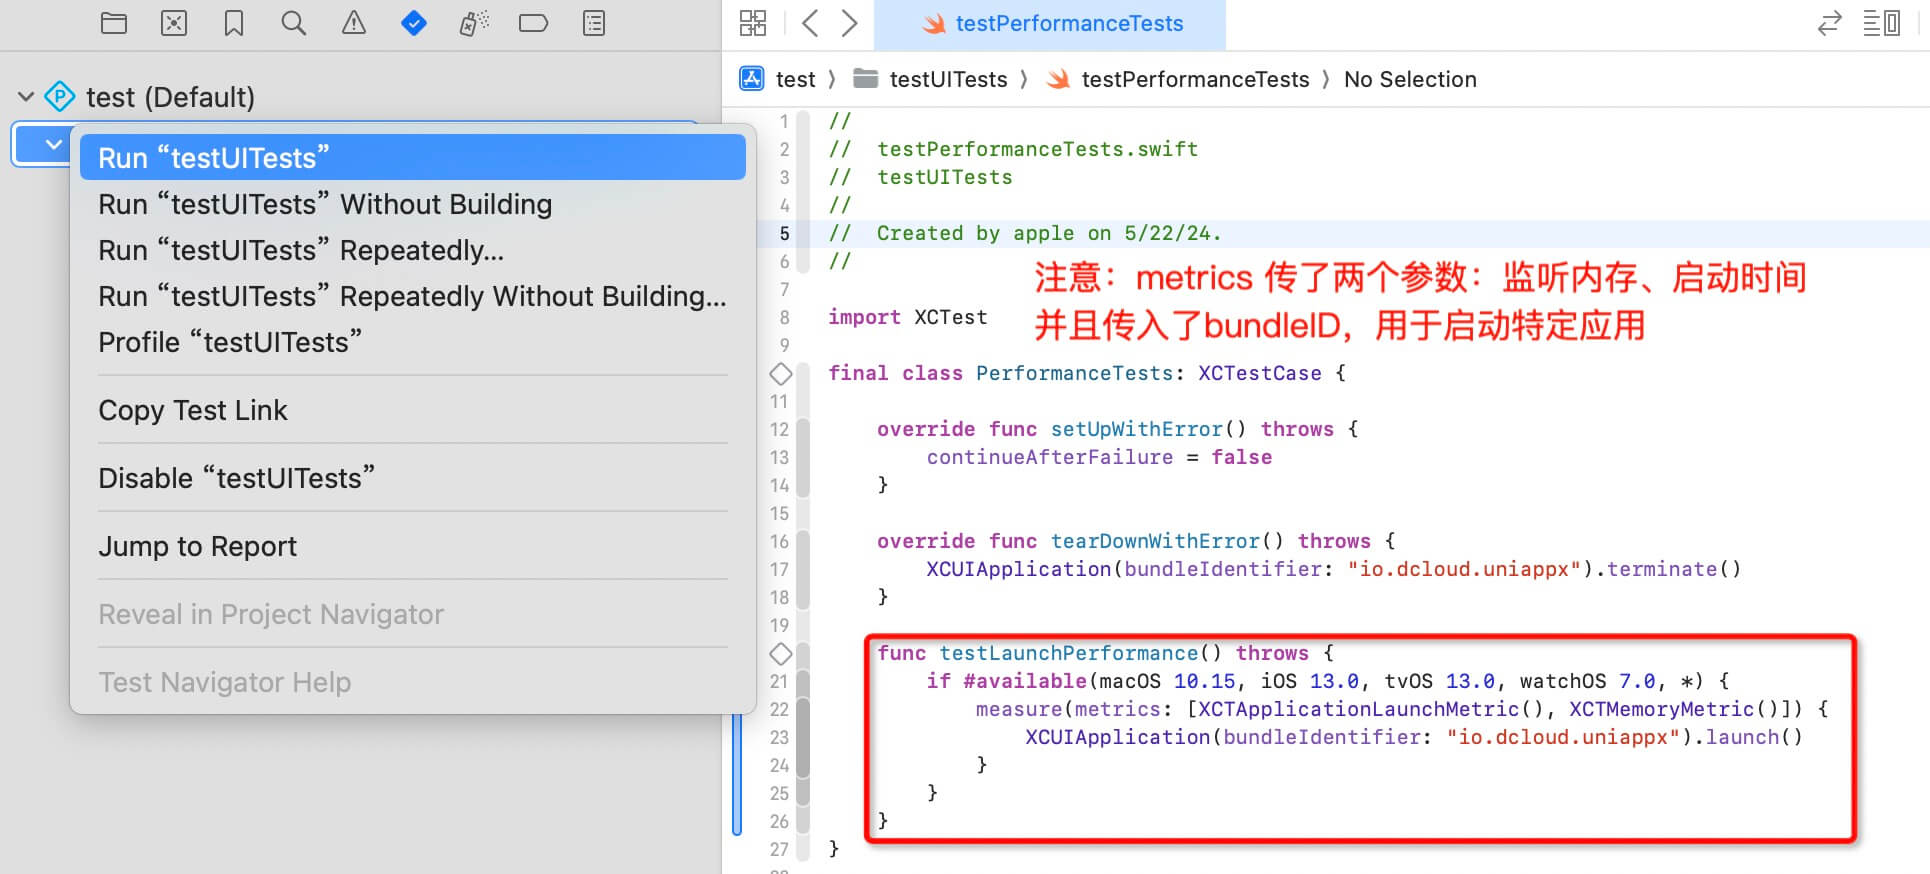 test (Default)
Run “testUITests”
Run “testUITests” Without Building
Run “testUITests” Repeatedly...
Run “testUITests” Repeatedly Without Building...
Profile “testUITests”
Copy Test Link
Disable “testUITests”
Jump to Report
Reveal in Project Navigator
Test Navigator Help
testPerformanceTests
test 〉 testUITests 〉 testPerformanceTests 〉 No Selection
1 //
2 //  testPerformanceTests.swift
3 //  testUITests
4 //
5 //  Created by apple on 5/22/24.
6 //
注意：metrics 传了两个参数：监听内存、启动时间
并且传入了bundleID，用于启动特定应用
7
8 import XCTest
9
final class PerformanceTests: XCTestCase {
11
12     override func setUpWithError() throws {
13         continueAfterFailure = false
14     }
15
16     override func tearDownWithError() throws {
17         XCUIApplication(bundleIdentifier: "io.dcloud.uniappx").terminate()
18     }
19
    func testLaunchPerformance() throws {
21         if #available(macOS 10.15, iOS 13.0, tvOS 13.0, watchOS 7.0, *) {
22             measure(metrics: [XCTApplicationLaunchMetric(), XCTMemoryMetric()]) {
23                 XCUIApplication(bundleIdentifier: "io.dcloud.uniappx").launch()
24             }
25         }
26     }
27 }